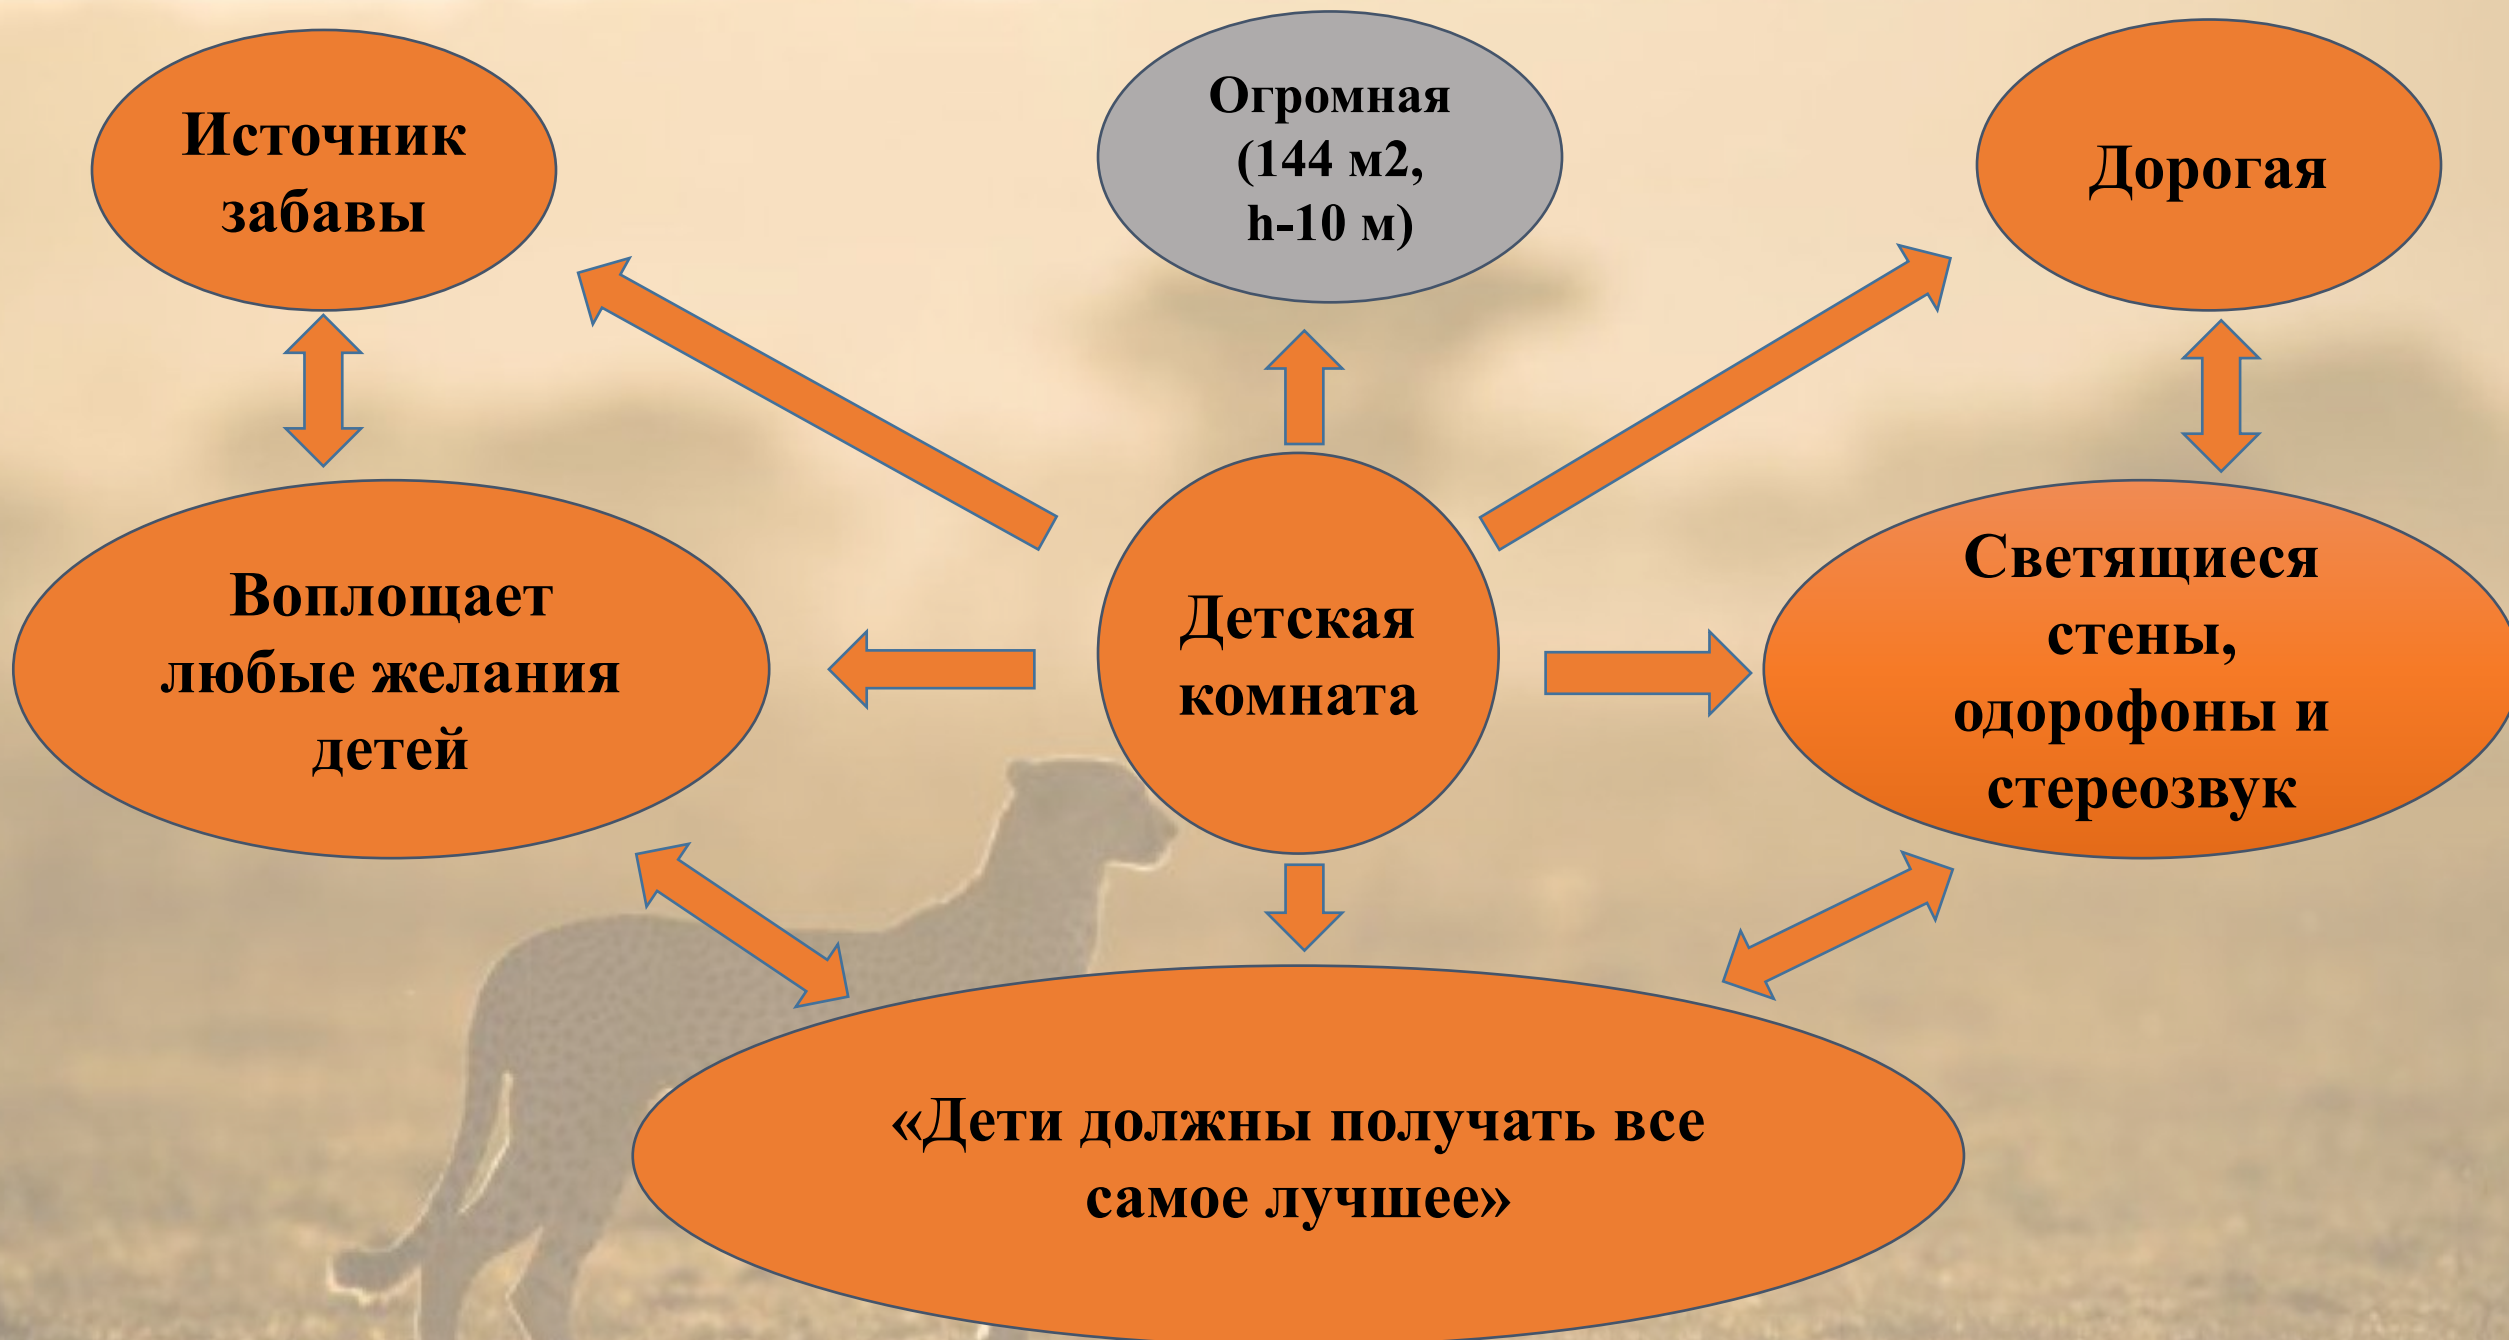 Источник
забавы
Огромная
(144 м2,
h-10 м)
Дорогая
Воплощает
любые желания
детей
Детская
комната
Светящиеся
стены,
одорофоны и
стереозвук
«Дети должны получать все
самое лучшее»